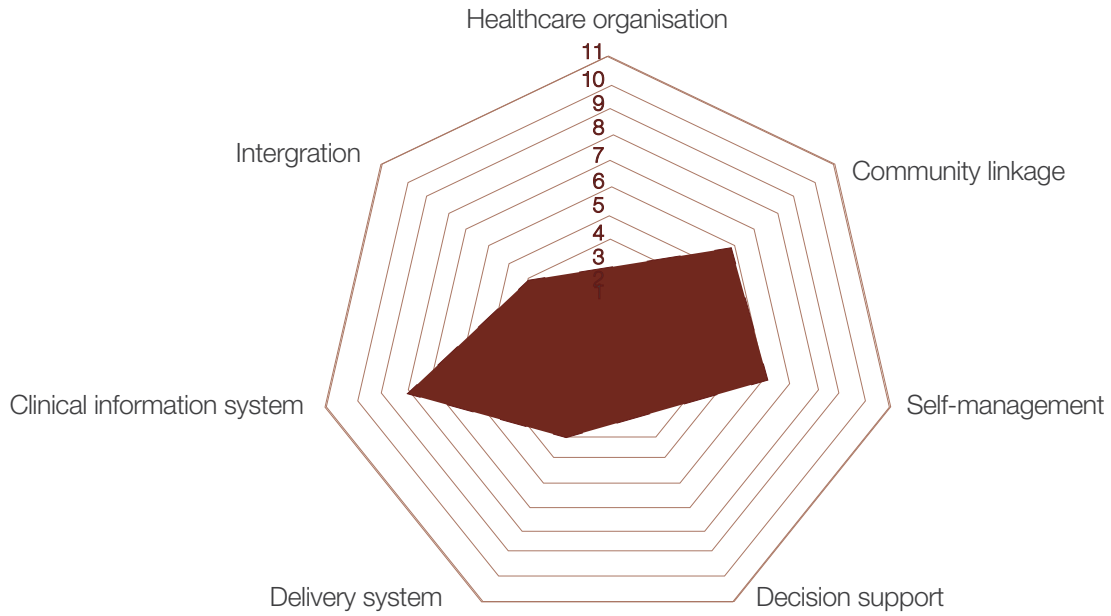 Healthcare organisation
11
10
9
8
7
6
5
4
3
2
1
Intergration
Community linkage
Clinical information system
Self-management
Delivery system
Decision support